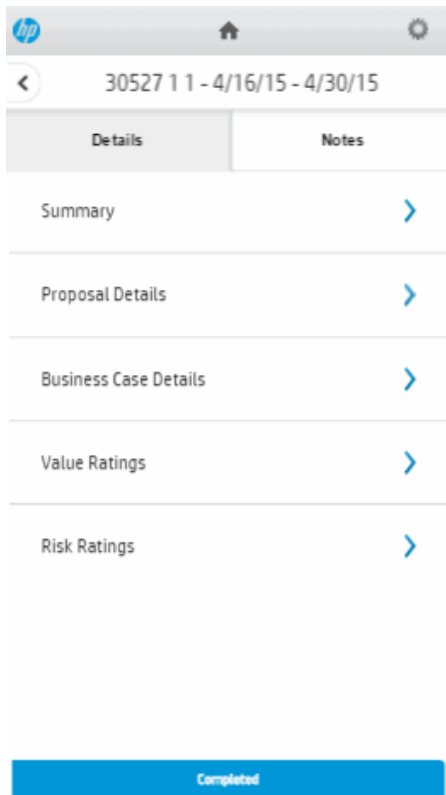 hp
30527 1 1 - 4/16/15 - 4/30/15
Details Notes
Summary
Proposal Details
Business Case Details
Value Ratings
Risk Ratings
Completed